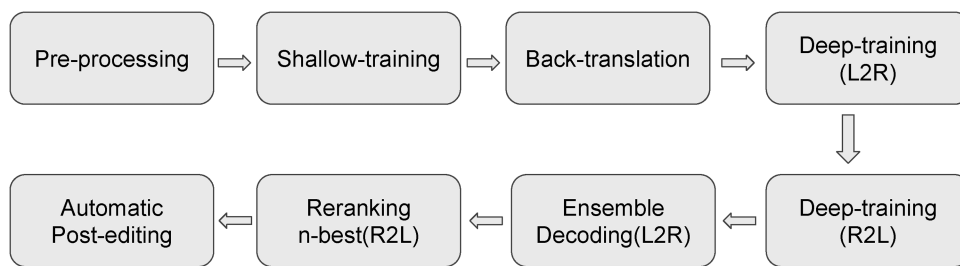 Pre-processing
Shallow-training
Back-translation
Deep-training
(L2R)
Deep-training
(R2L)
Ensemble
Decoding(L2R)
Reranking
n-best(R2L)
Automatic
Post-editing